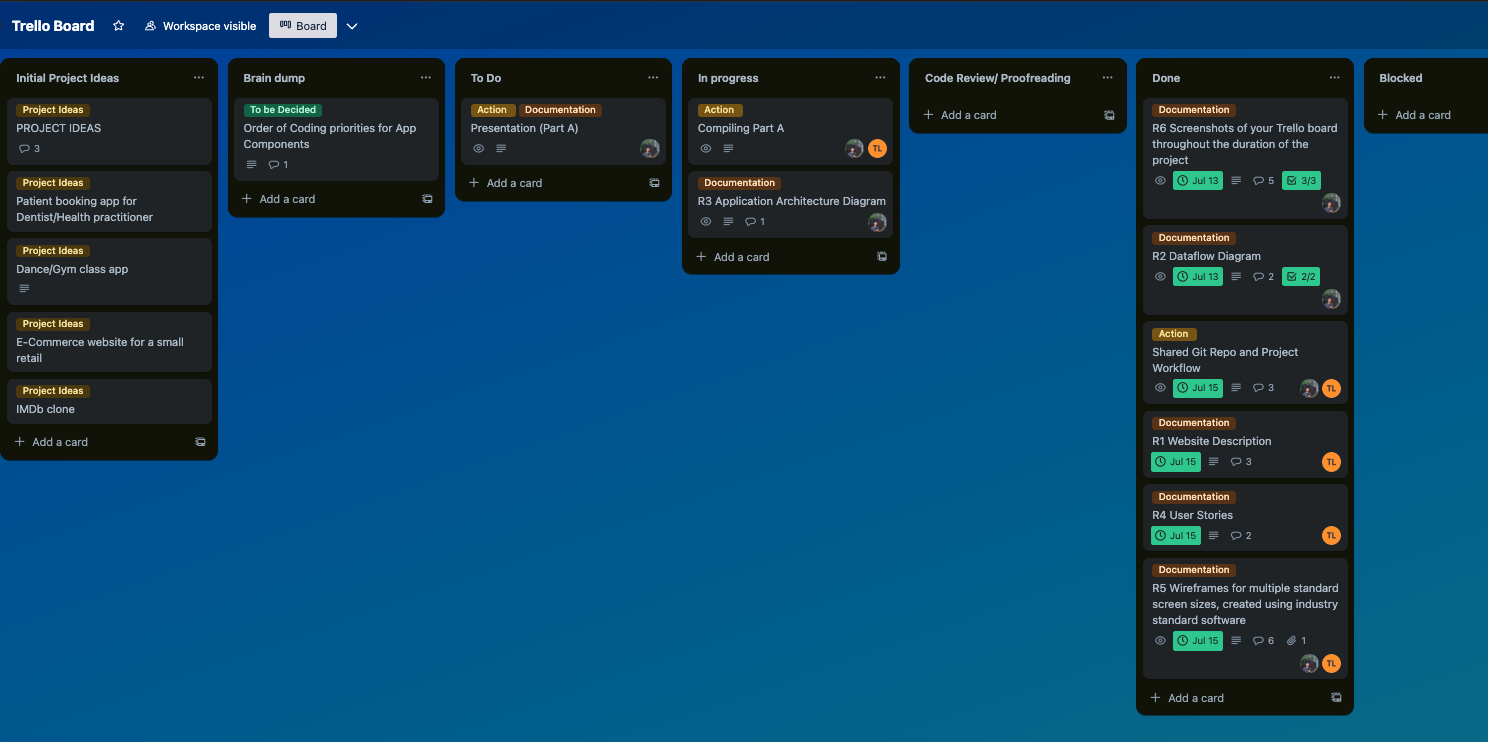 Trello Board
Workspace visible
Board
Initial Project Ideas
Project Ideas
PROJECT IDEAS
3
Project Ideas
Patient booking app for
Dentist/Health practitioner
Project Ideas
Dance/Gym class app
Project Ideas
E-Commerce website for a small
retail
Project Ideas
IMDb clone
Add a card
Brain dump
To be Decided
Order of Coding priorities for App
Components
1
Add a card
To Do
Action Documentation
Presentation (Part A)
Add a card
In progress
Action
Compiling Part A
TL
Documentation
R3 Application Architecture Diagram
1
Add a card
Code Review/ Proofreading
Add a card
Done
Documentation
R6 Screenshots of your Trello board
throughout the duration of the
project
Jul 13 5 3/3
Documentation
R2 Dataflow Diagram
Jul 13 2 2/2
Action
Shared Git Repo and Project
Workflow
Jul 15 3 TL
Documentation
R1 Website Description
Jul 15 3 TL
Documentation
R4 User Stories
Jul 15 2 TL
Documentation
R5 Wireframes for multiple standard
screen sizes, created using industry
standard software
Jul 15 6 1
TL
Add a card
Blocked
Add a card